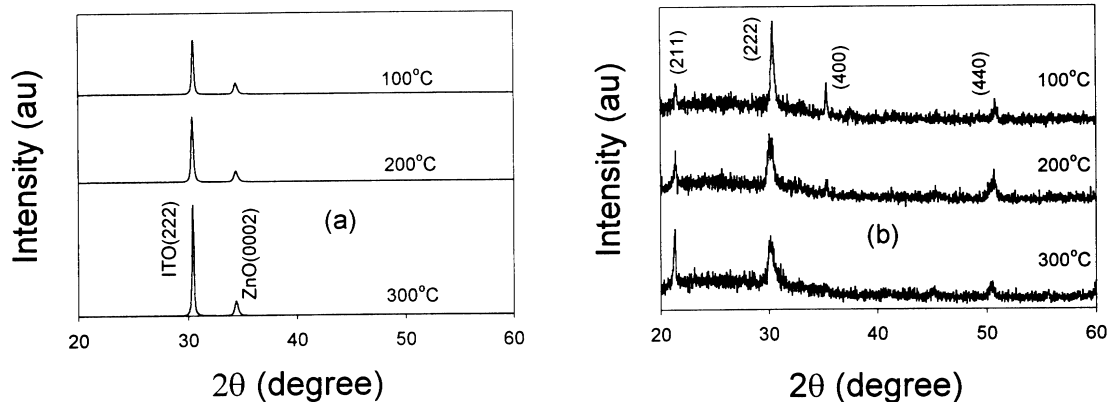 Intensity (au)
100°C
200°C
300°C
ITO(222)
ZnO(0002)
(a)
20 30 40 50 60
2θ (degree)
Intensity (au)
(211)
(222)
(400)
(440)
100°C
200°C
300°C
(b)
20 30 40 50 60
2θ (degree)